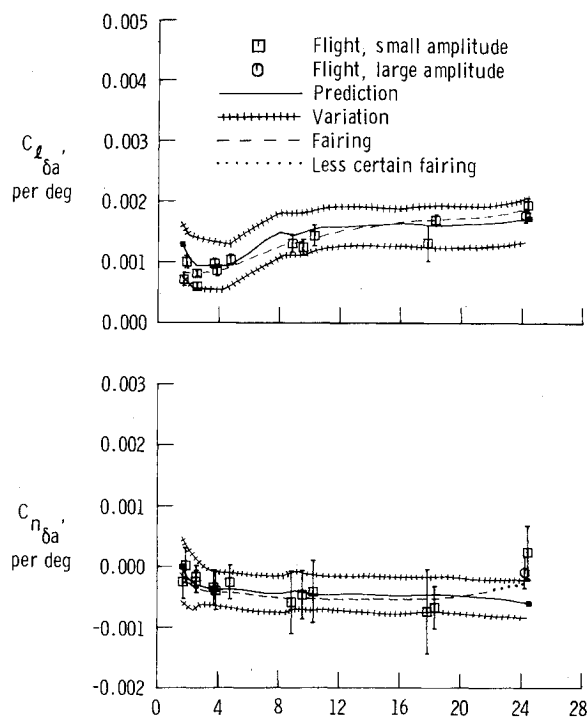 0.005
0.004
0.003
0.002
0.001
0.000
C ℓ δa'
per deg
Flight, small amplitude
Flight, large amplitude
Prediction
Variation
Fairing
Less certain fairing
0.003
0.002
0.001
0.000
-0.001
-0.002
C n δa'
per deg
0 4 8 12 16 20 24 28